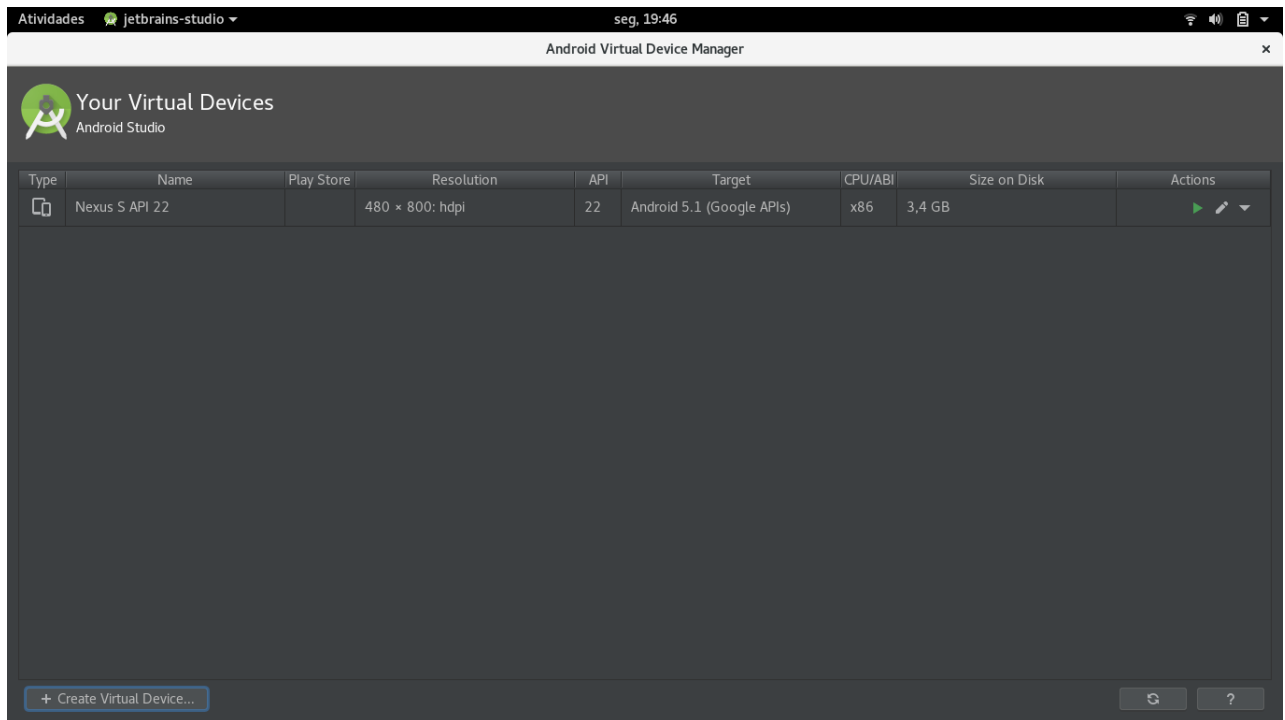 Atividades jetbrains-studio seg, 19:46
Android Virtual Device Manager ×
Your Virtual Devices
Android Studio
Type Name Play Store Resolution API Target CPU/ABI Size on Disk Actions
Nexus S API 22 480 × 800: hdpi 22 Android 5.1 (Google APIs) x86 3,4 GB
+ Create Virtual Device... ?